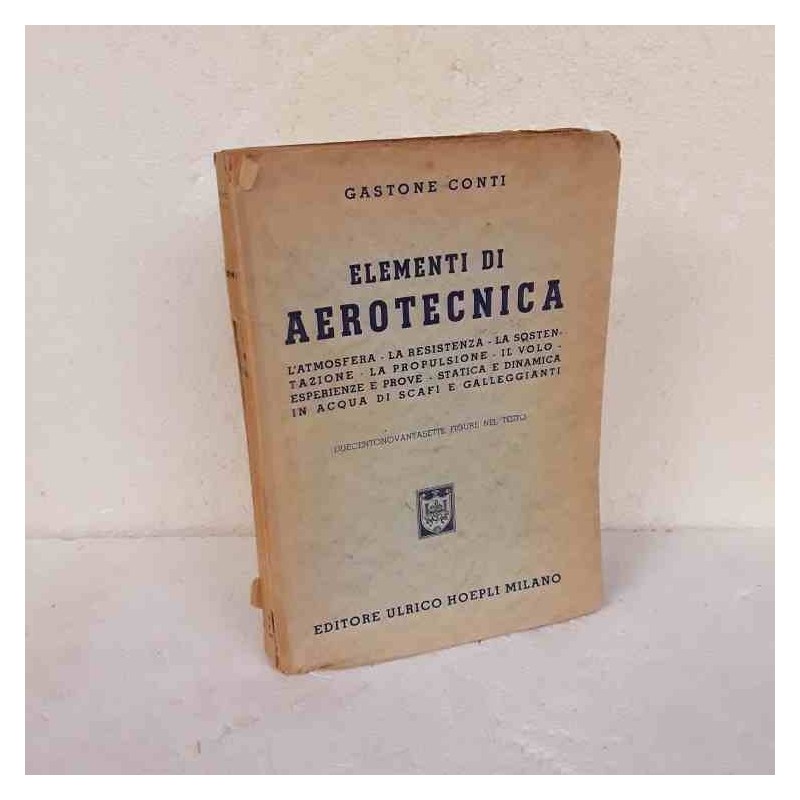 GASTONE CONTI
ELEMENTI DI
AEROTECNICA
L'ATMOSFERA - LA RESISTENZA - LA SOSTEN-
TAZIONE - LA PROPULSIONE - IL VOLO -
ESPERIENZE E PROVE - STATICA E DINAMICA
IN ACQUA DI SCAFI E GALLEGGIANTI
DUECENTONOVANTASETTE FIGURE NEL TESTO
EDITORE ULRICO HOEPLI MILANO